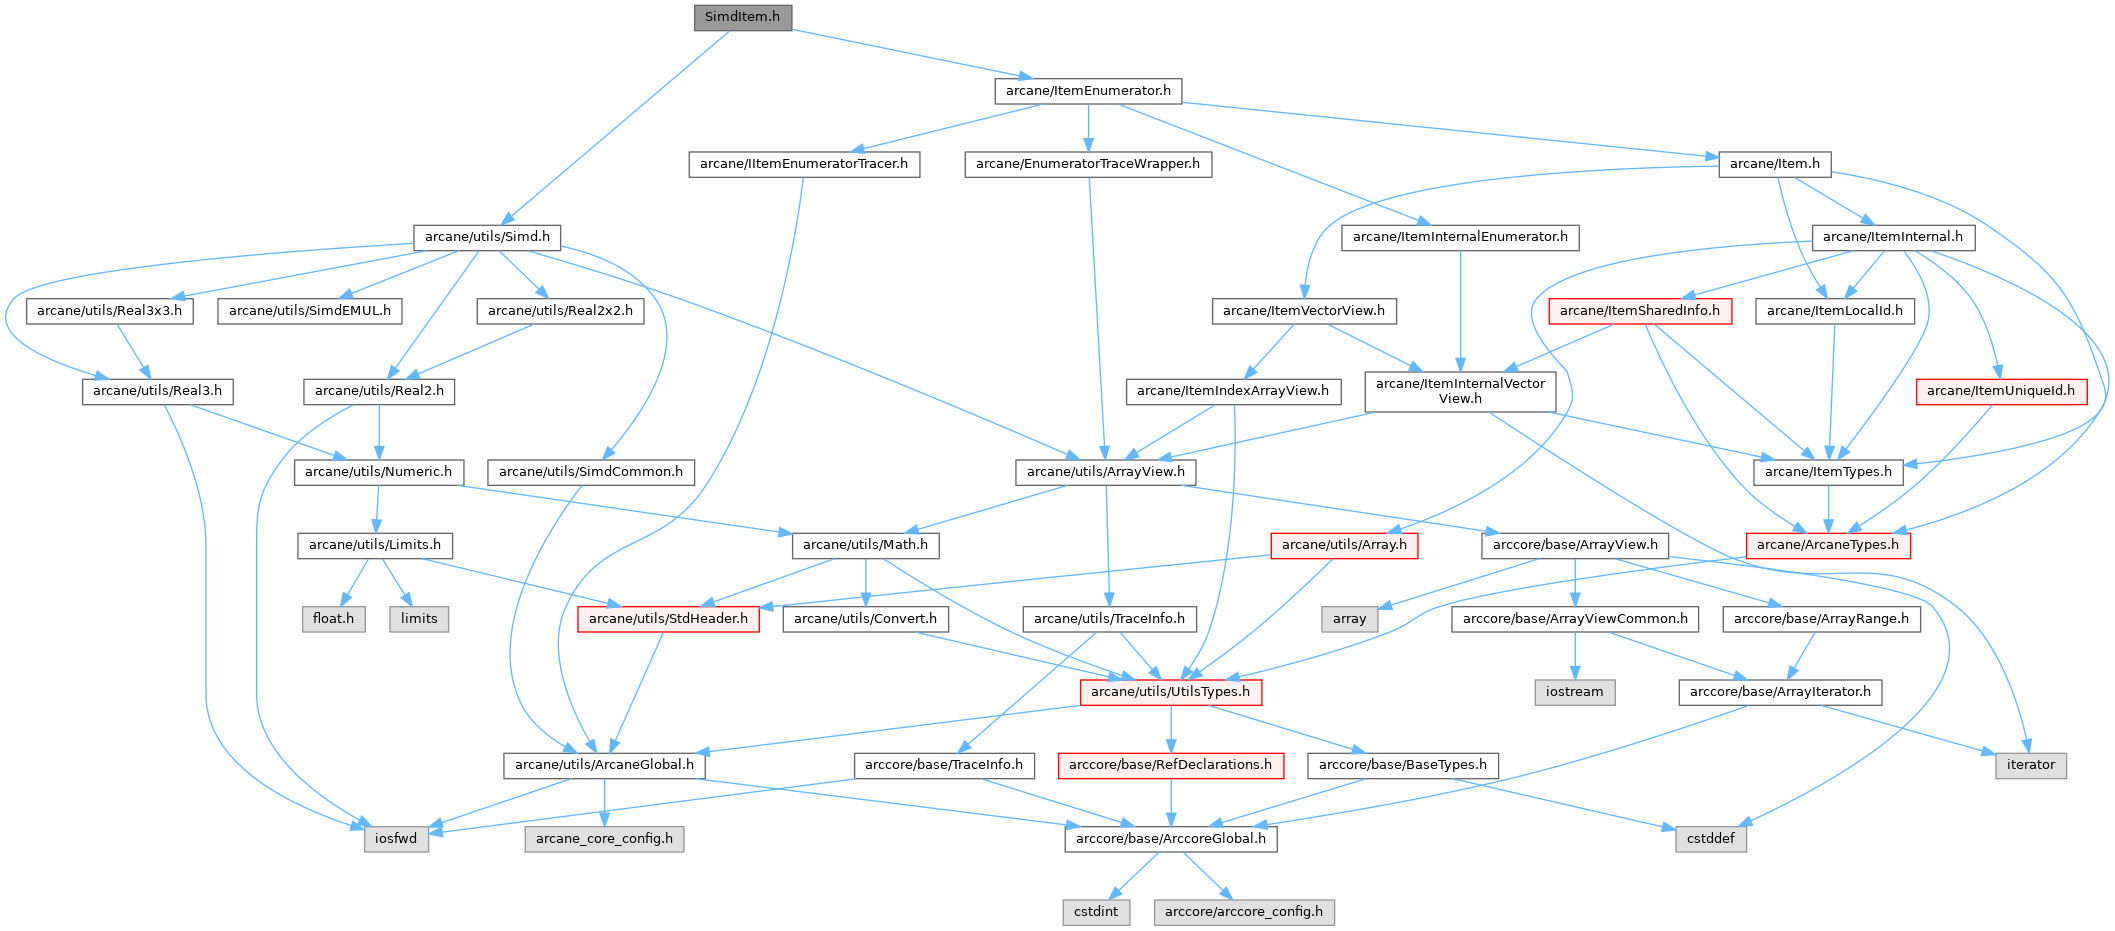 SimdItem.h
arcane/ItemEnumerator.h
arcane/IItemEnumeratorTracer.h
arcane/EnumeratorTraceWrapper.h
arcane/Item.h
arcane/utils/Simd.h
arcane/ItemInternalEnumerator.h
arcane/ItemInternal.h
arcane/utils/Real3x3.h
arcane/utils/SimdEMUL.h
arcane/utils/Real2x2.h
arcane/ItemVectorView.h
arcane/ItemSharedInfo.h
arcane/ItemLocalId.h
arcane/utils/Real3.h
arcane/utils/Real2.h
arcane/ItemIndexArrayView.h
arcane/ItemInternalVector
View.h
arcane/ItemUniqueId.h
arcane/utils/Numeric.h
arcane/utils/SimdCommon.h
arcane/utils/ArrayView.h
arcane/ItemTypes.h
arcane/utils/Limits.h
arcane/utils/Math.h
arcane/utils/Array.h
arccore/base/ArrayView.h
arcane/ArcaneTypes.h
float.h
limits
arcane/utils/StdHeader.h
arcane/utils/Convert.h
arcane/utils/TraceInfo.h
array
arccore/base/ArrayViewCommon.h
arccore/base/ArrayRange.h
arcane/utils/UtilsTypes.h
iostream
arccore/base/ArrayIterator.h
arcane/utils/ArcaneGlobal.h
arccore/base/TraceInfo.h
arccore/base/RefDeclarations.h
arccore/base/BaseTypes.h
iterator
iosfwd
arcane_core_config.h
arccore/base/ArccoreGlobal.h
cstddef
cstdint
arccore/arccore_config.h